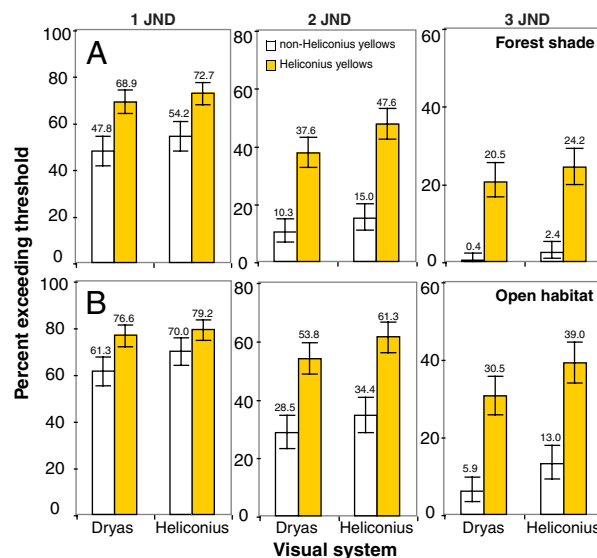 1 JND 2 JND 3 JND
A
Forest shade
non-Heliconius yellows
Heliconius yellows
100
80
60
40
20
0
47.8 68.9 54.2 72.7
80
60
40
20
0
10.3 37.6 15.0 47.6
60
40
20
0
0.4 20.5 2.4 24.2
B
Open habitat
100
80
60
40
20
0
61.3 76.6 70.0 79.2
80
60
40
20
0
28.5 53.8 34.4 61.3
60
40
20
0
5.9 30.5 13.0 39.0
Percent exceeding threshold
Dryas Heliconius Dryas Heliconius Dryas Heliconius
Visual system